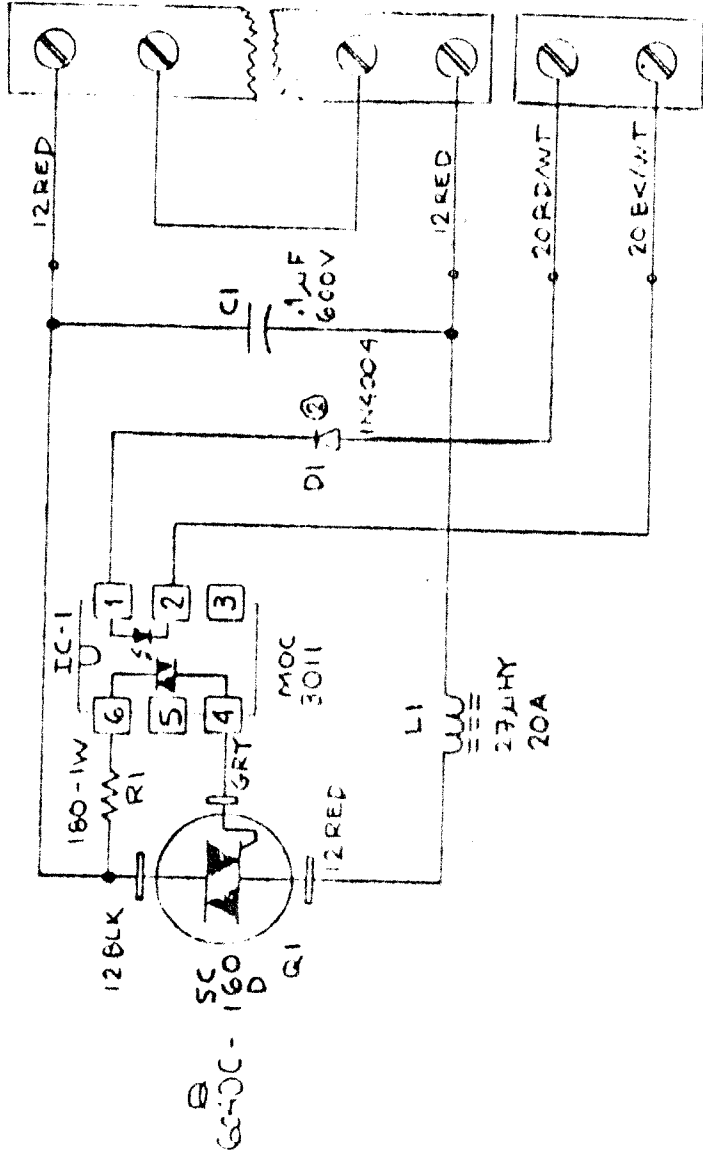 12RED
12RED
20RD/WT
20BK/WT
C1
.1µF
600V
D1
②
1N4004
IC-1
1
2
3
6
5
4
MOC
3011
180-1W
R1
GRY
12BLK
12RED
SC
160
D
Q1
L1
27µHY
20A